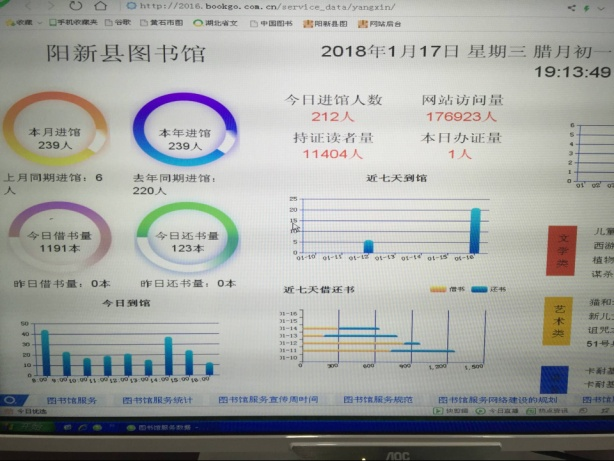 http://2016.bookgo.com.cn/service_data/yangxin/
收藏 手机收藏夹 谷歌 黄石市图 湖北省文 中国图书 阳新县图 网站后台
阳新县图书馆
2018年1月17日 星期三 腊月初一
19:13:49
本月进馆
239人
本年进馆
239人
今日进馆人数
212人
网站访问量
176923人
持证读者量
11404人
本日办证量
1人
上月同期进馆：6
人
去年同期进馆：
220人
近七天到馆
25
20
15
10
5
0
01-10 01-11 01-12 01-13 01-14 01-15 01-16
6
5
4
3
2
1
0
01' 02'
今日借书量
1191本
今日还书量
123本
昨日借书量：0本
昨日还书量：0本
文学类
儿童
西游
植物
谋杀
近七天借还书
借书 还书
01-16
01-15
01-14
01-13
01-12
01-11
01-10
0 300 600 900 1,200 1,500
艺术类
猫和
新儿
诅咒
51号
卡耐基
今日到馆
50
40
30
20
10
0
8:00 9:00 10:00 11:00 12:00 13:00 14:00 15:00 16:00
图书馆服务 图书馆服务统计 图书馆服务宣传周时间 图书馆服务规范 图书馆服务网络建设的规划
今日优选
快剪辑 今日直播 热点资讯
开始
图书馆服务数据
AOC